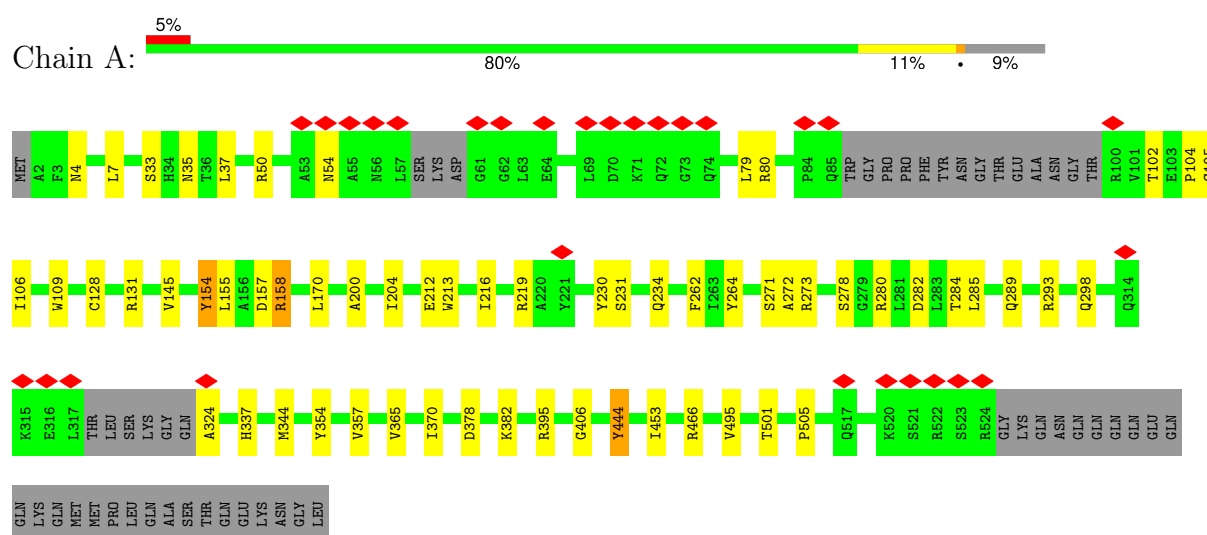 5%
Chain A:
80% 11% • 9%
MET A2 F3 N4 L7 S33 H34 N35 T36 L37 R50 A53 N54 A55 N56 L57 SER LYS ASP G61 G62 L63 E64 L69 D70 K71 Q72 G73 Q74 L79 R80 P84 Q85 TRP GLY PRO PRO PHE TYR ASN GLY THR GLU ALA ASN GLY THR R100 V101 T102 E103 P104
I106 W109 C128 R131 V145 Y154 L155 A156 D157 R158 L170 A200 I204 E212 W213 I216 R219 A220 Y221 Y230 S231 Q234 F262 I263 Y264 S271 A272 R273 S278 G279 R280 L281 D282 L283 T284 L285 Q289 R293 Q298 Q314
K315 E316 L317 THR LEU SER LYS GLY GLN A324 H337 M344 Y354 V357 V365 I370 D378 K382 R395 G406 Y444 I453 R466 V495 T501 P505 Q517 K520 S521 R522 S523 R524 GLY LYS GLN ASN GLN GLN GLN GLN GLU GLN
GLN LYS GLN MET MET PRO LEU GLN ALA SER THR GLN GLU LYS ASN GLY LEU